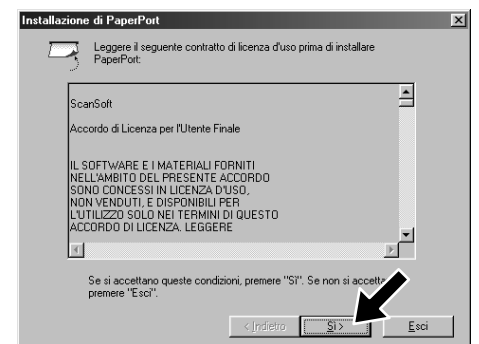 Installazione di PaperPort
Leggere il seguente contratto di licenza d'uso prima di installare
PaperPort:
ScanSoft
Accordo di Licenza per l'Utente Finale
IL SOFTWARE E I MATERIALI FORNITI
NELL'AMBITO DEL PRESENTE ACCORDO
SONO CONCESSI IN LICENZA D'USO,
NON VENDUTI, E DISPONIBILI PER
L'UTILIZZO SOLO NEI TERMINI DI QUESTO
ACCORDO DI LICENZA. LEGGERE
Se si accettano queste condizioni, premere "Sì". Se non si accetta
premere "Esci".
< Indietro Sì > Esci